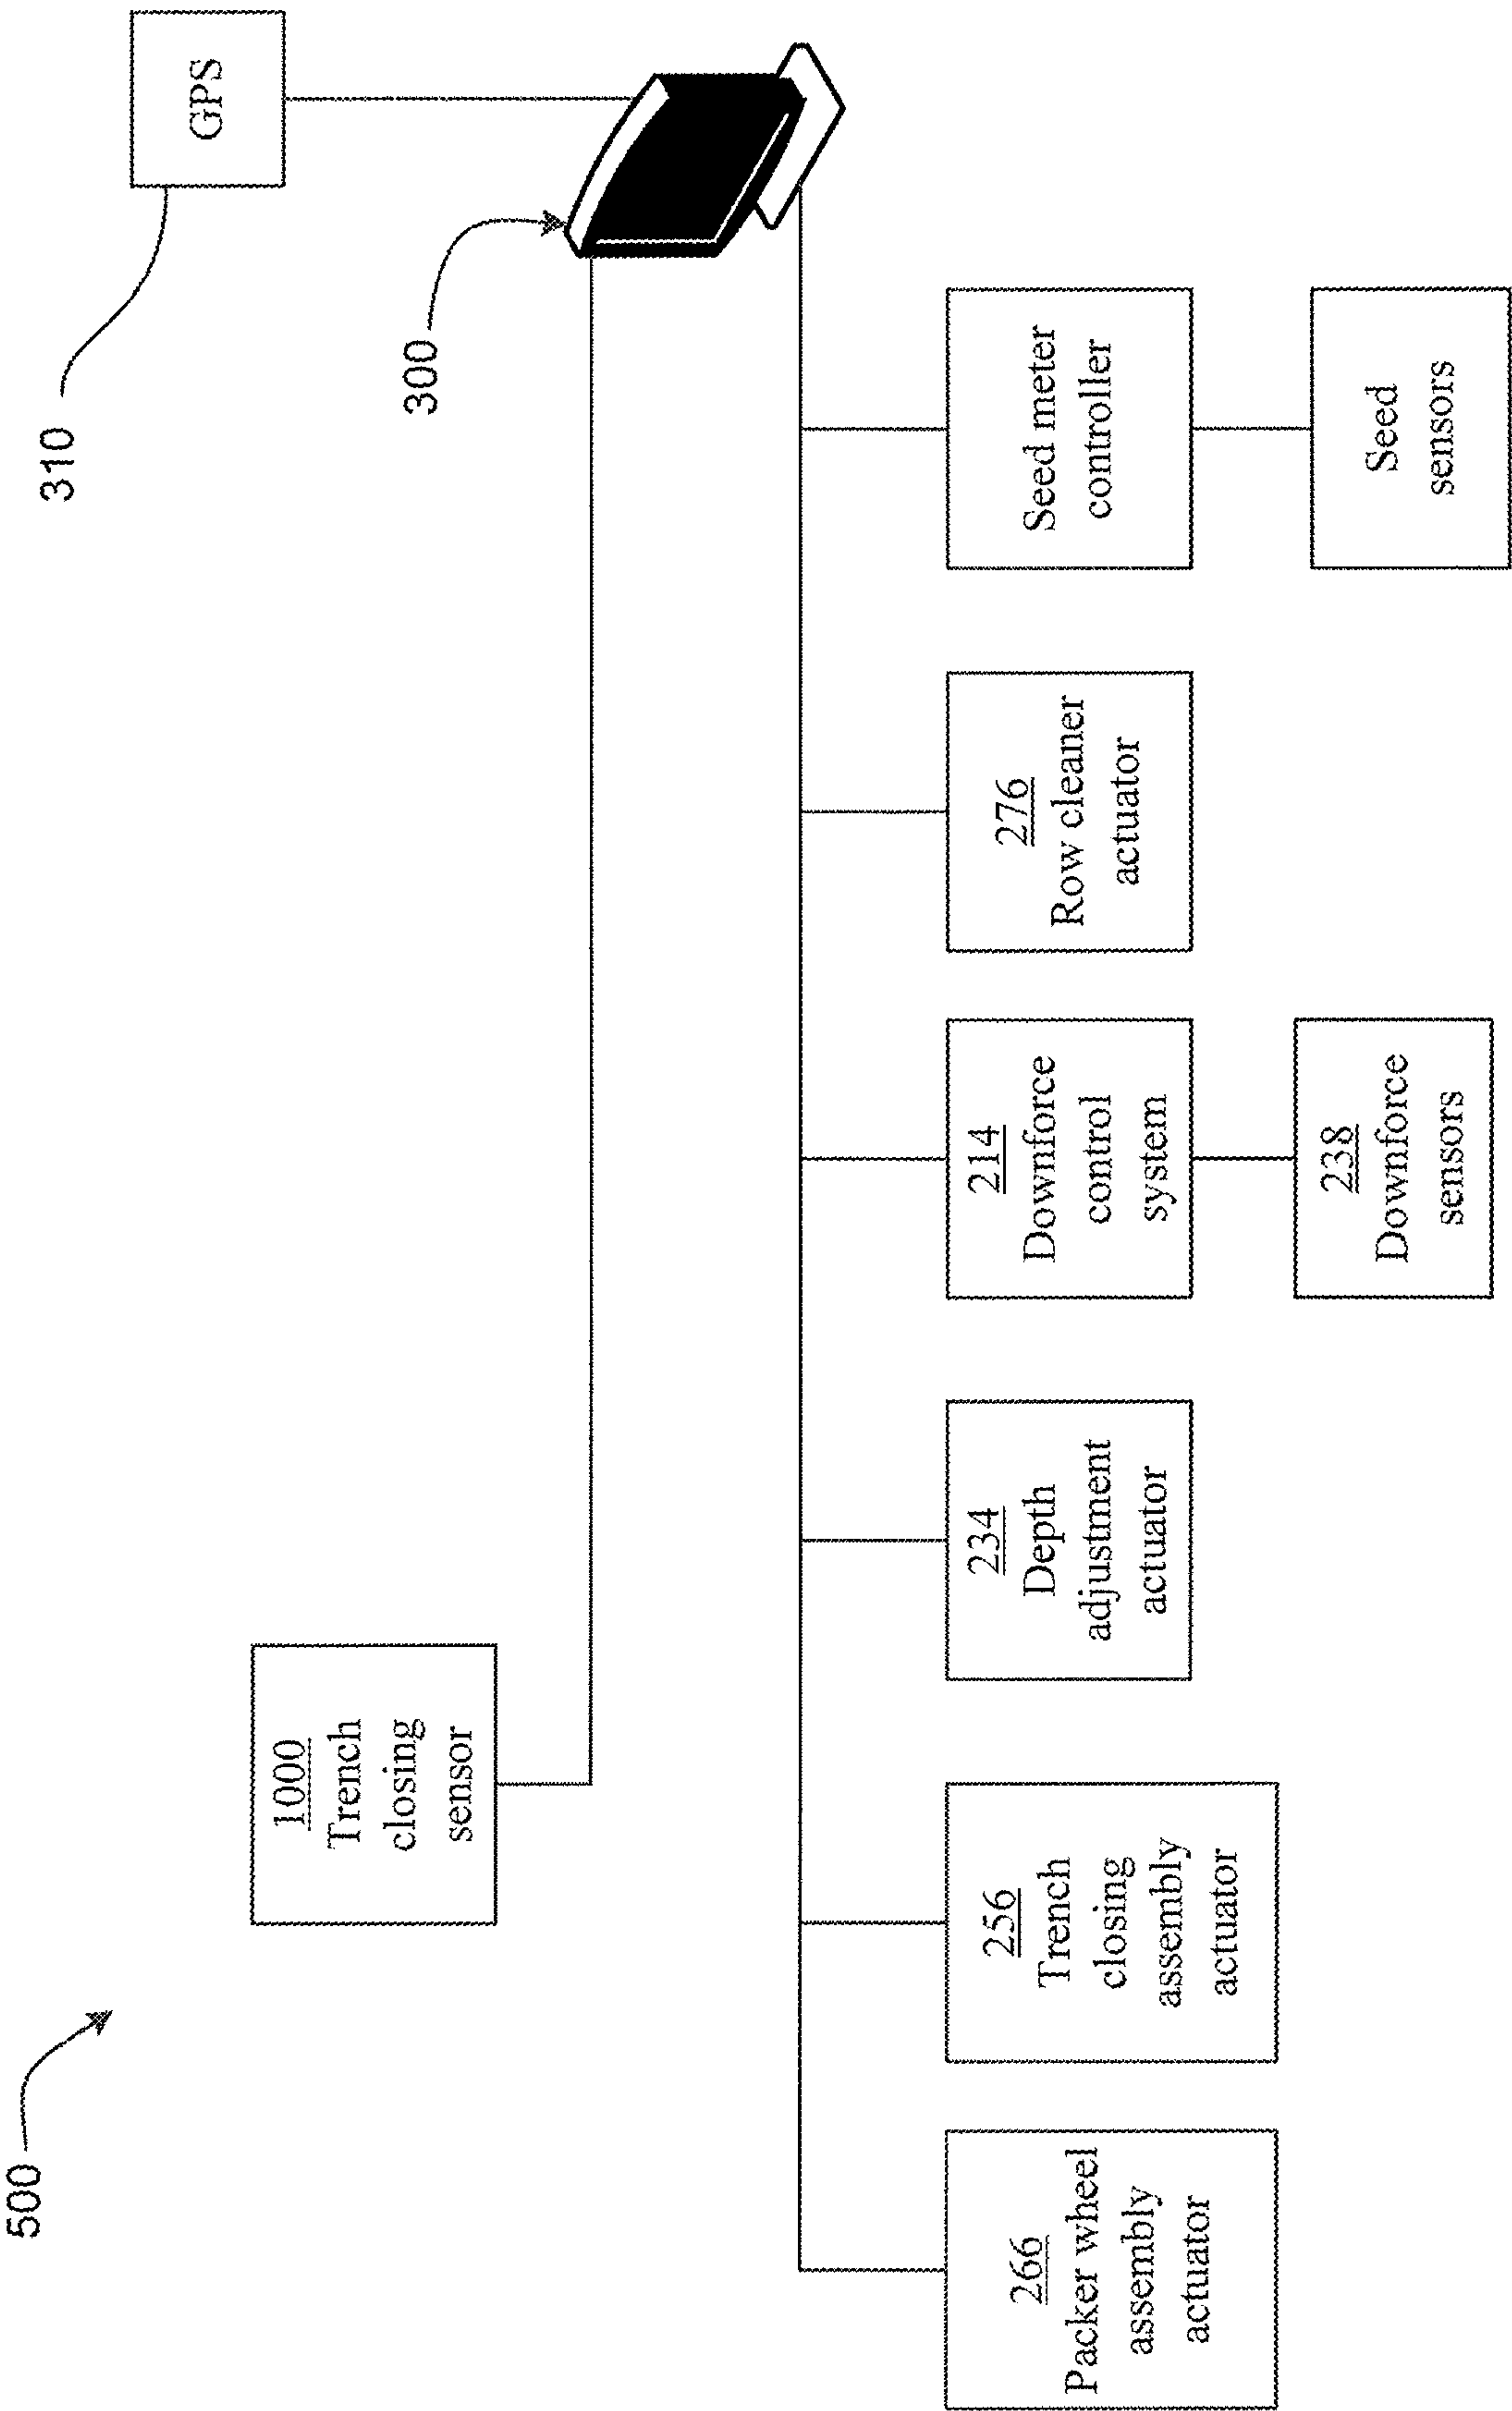 500
310
GPS
300
1000
Trench
closing
sensor
266
Packer wheel
assembly
actuator
256
Trench
closing
assembly
actuator
234
Depth
adjustment
actuator
214
Downforce
control
system
276
Row cleaner
actuator
Seed meter
controller
238
Downforce
sensors
Seed
sensors